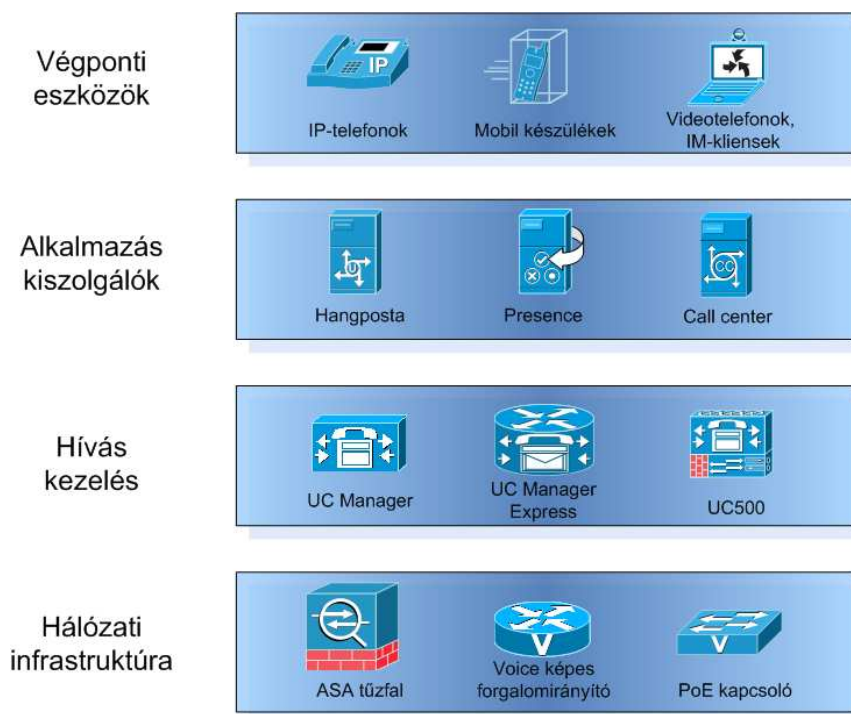 Végponti
eszközök
IP
IP-telefonok
Mobil készülékek
Videotelefonok,
IM-kliensek
Alkalmazás
kiszolgálók
U
CC
Hangposta
Presence
Call center
Hívás
kezelés
UC Manager
UC Manager
Express
UC500
Hálózati
infrastruktúra
V
V
ASA tűzfal
Voice képes
forgalomirányító
PoE kapcsoló